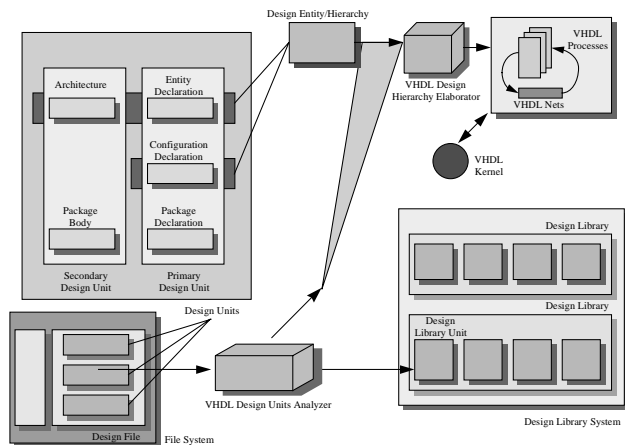 Design Entity/Hierarchy
VHDL
Processes
VHDL Nets
VHDL Design
Hierarchy Elaborator
VHDL
Kernel
Architecture
Entity
Declaration
Configuration
Declaration
Package
Body
Package
Declaration
Secondary
Design Unit
Primary
Design Unit
Design Library
Design Library
Design
Library Unit
Design Library System
Design Units
VHDL Design Units Analyzer
Design File
File System